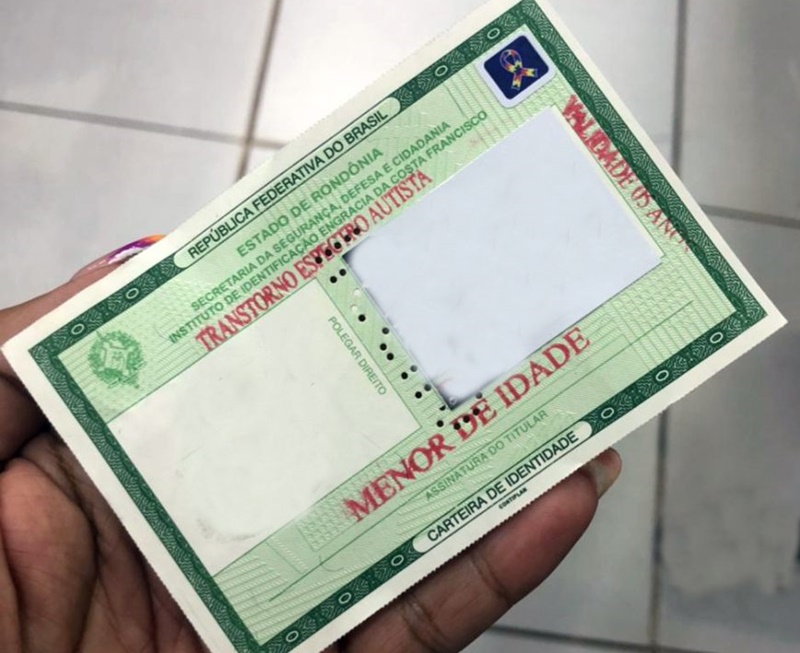 REPÚBLICA FEDERATIVA DO BRASIL
ESTADO DE RONDÔNIA
SECRETARIA DA SEGURANÇA, DEFESA E CIDADANIA
INSTITUTO DE IDENTIFICAÇÃO ENGRACIA DA COSTA FRANCISCO
TRANSTORNO ESPECTRO AUTISTA
VALIDADE 05 ANOS
POLEGAR DIREITO
MENOR DE IDADE
ASSINATURA DO TITULAR
CARTEIRA DE IDENTIDADE